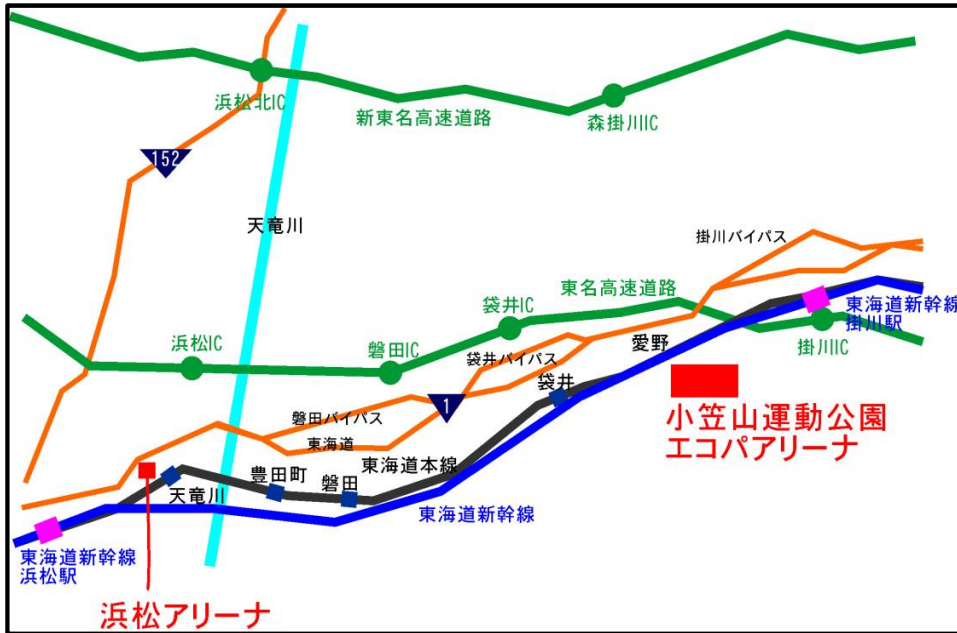 浜松北IC
新東名高速道路
森掛川IC
152
天竜川
掛川バイパス
東名高速道路
袋井IC
東海道新幹線
掛川駅
浜松IC
磐田IC
袋井バイパス
愛野
掛川IC
袋井
1
磐田バイパス
東海道
小笠山運動公園
エコパアリーナ
東海道本線
豊田町
磐田
天竜川
東海道新幹線
東海道新幹線
浜松駅
浜松アリーナ